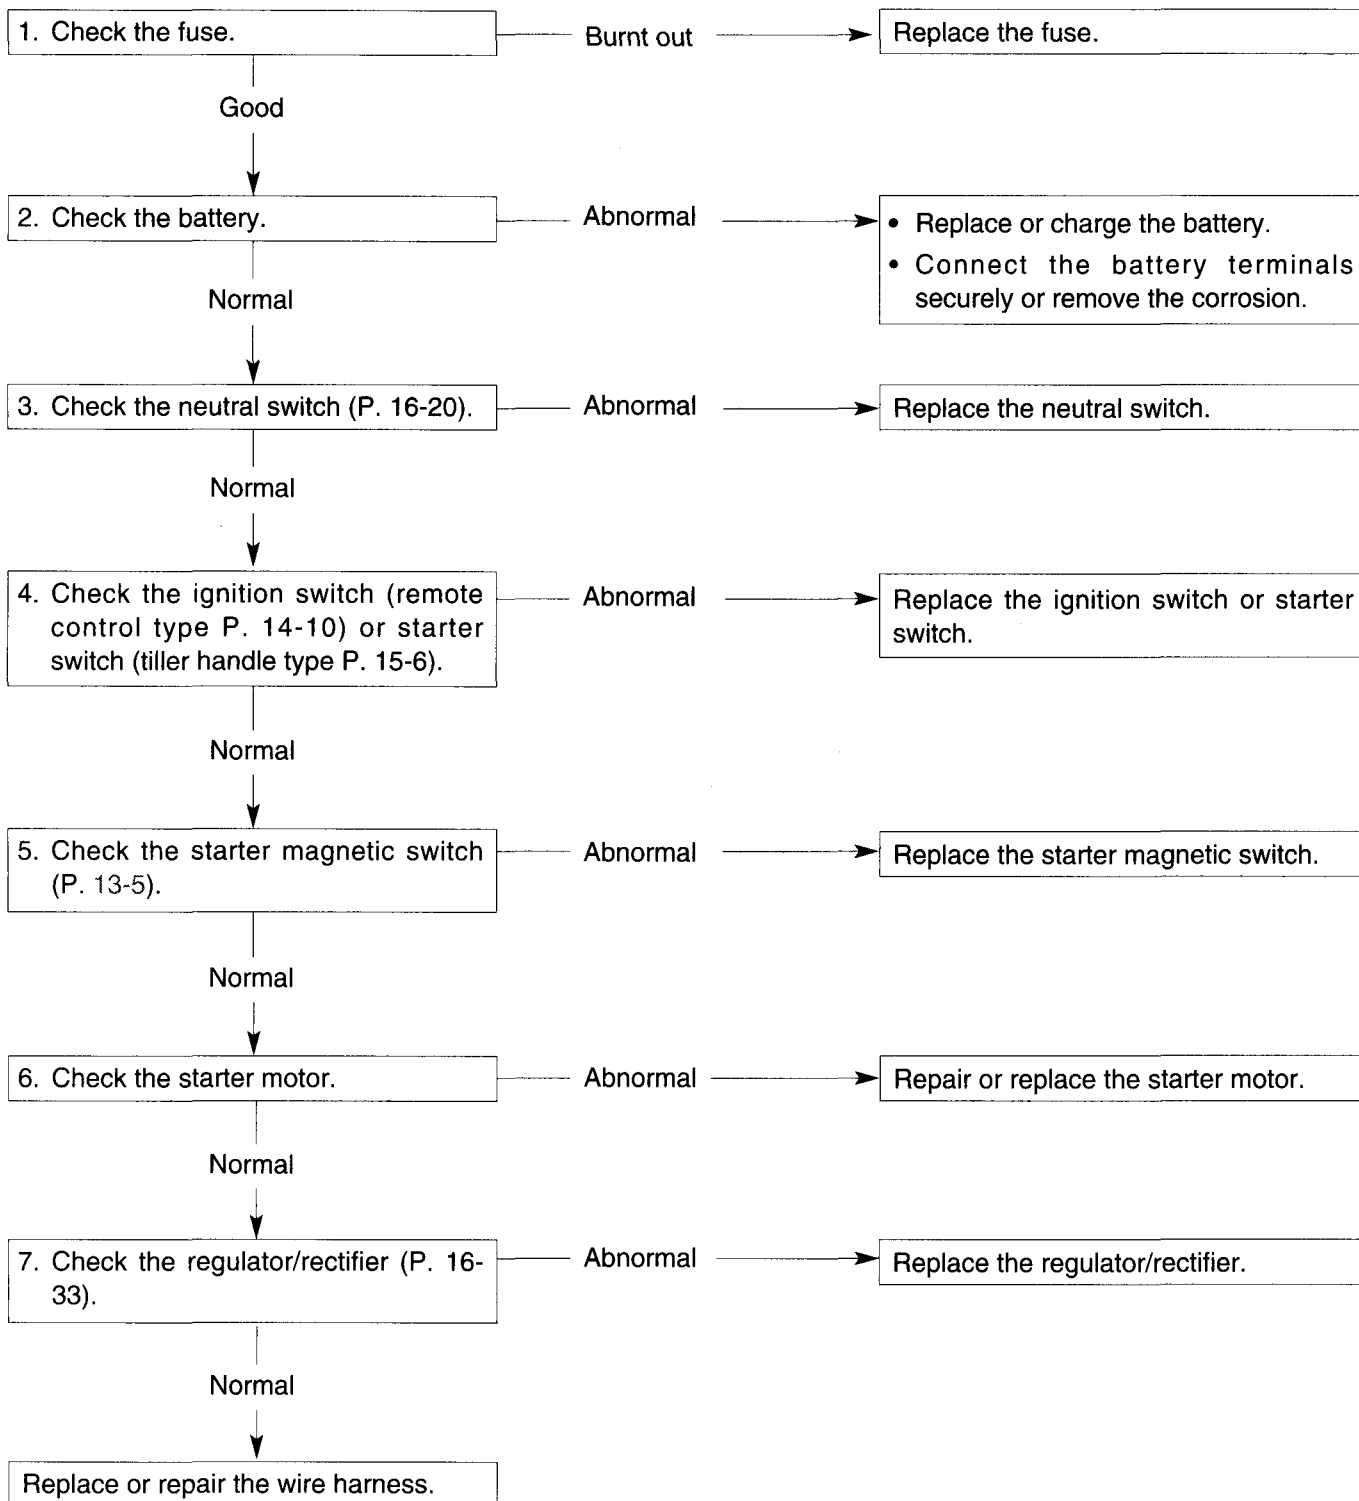 1. Check the fuse.
Burnt out
Replace the fuse.
Good
2. Check the battery.
Abnormal
• Replace or charge the battery.
• Connect the battery terminals
securely or remove the corrosion.
Normal
3. Check the neutral switch (P. 16-20).
Abnormal
Replace the neutral switch.
Normal
4. Check the ignition switch (remote
control type P. 14-10) or starter
switch (tiller handle type P. 15-6).
Abnormal
Replace the ignition switch or starter
switch.
Normal
5. Check the starter magnetic switch
(P. 13-5).
Abnormal
Replace the starter magnetic switch.
Normal
6. Check the starter motor.
Abnormal
Repair or replace the starter motor.
Normal
7. Check the regulator/rectifier (P. 16-
33).
Abnormal
Replace the regulator/rectifier.
Normal
Replace or repair the wire harness.